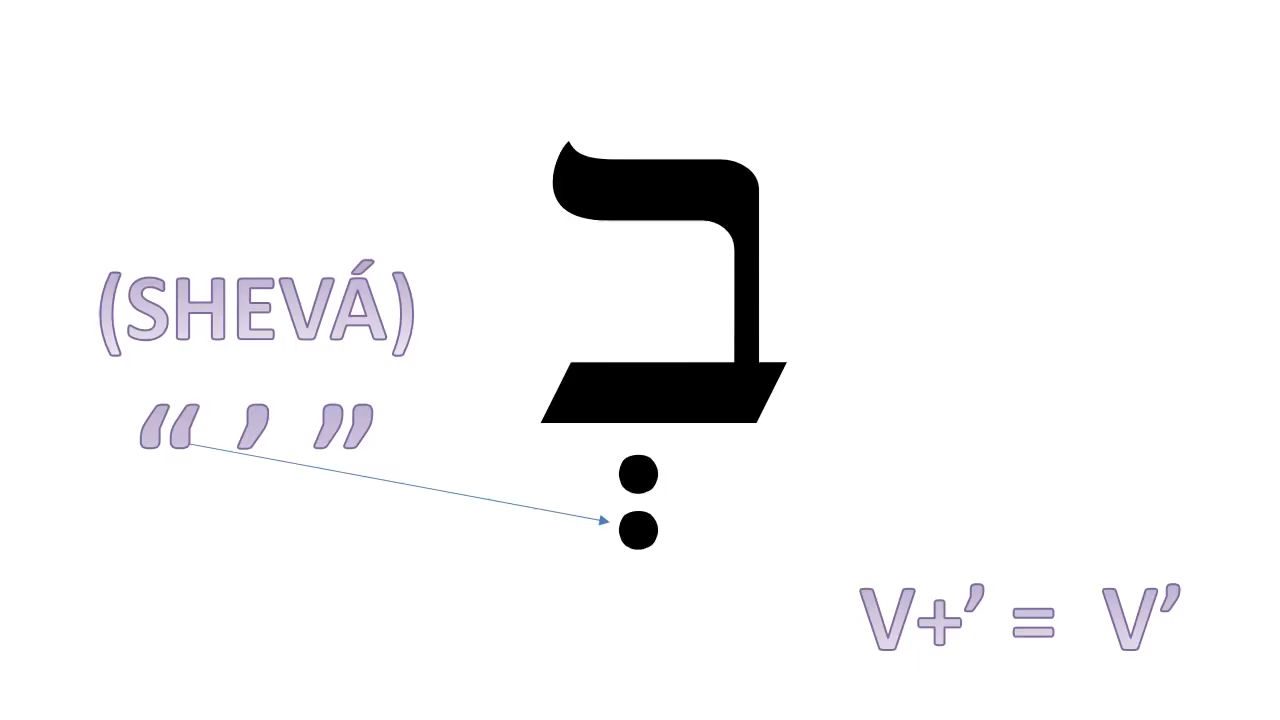 בְ
(SHEVÁ)
“ ’ ”
V+’ = V’